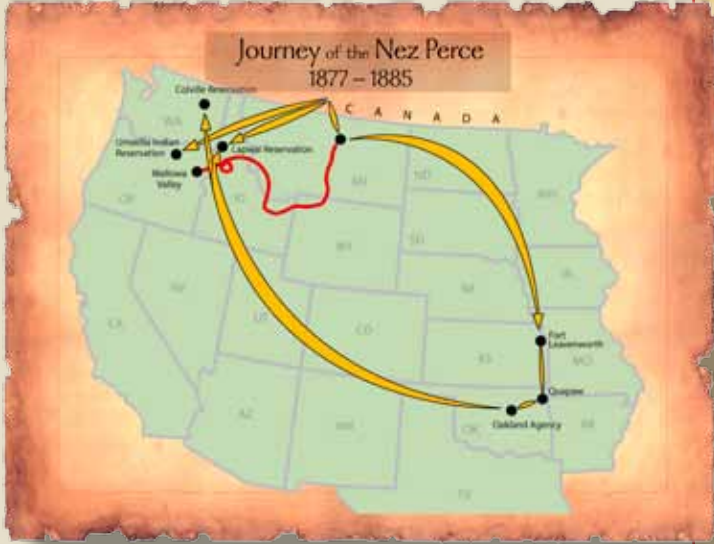 Journey of the Nez Perce
1877 – 1885
Colville Reservation
CANADA
WA
Umatilla Indian
Reservation
Lapwai Reservation
Wallowa
Valley
OR
ID
MT
ND
MN
SD
WY
IA
NV
UT
NE
CA
CO
KS
MO
Fort
Leavenworth
Quapaw
Oakland Agency
AZ
NM
OK
AR
TX